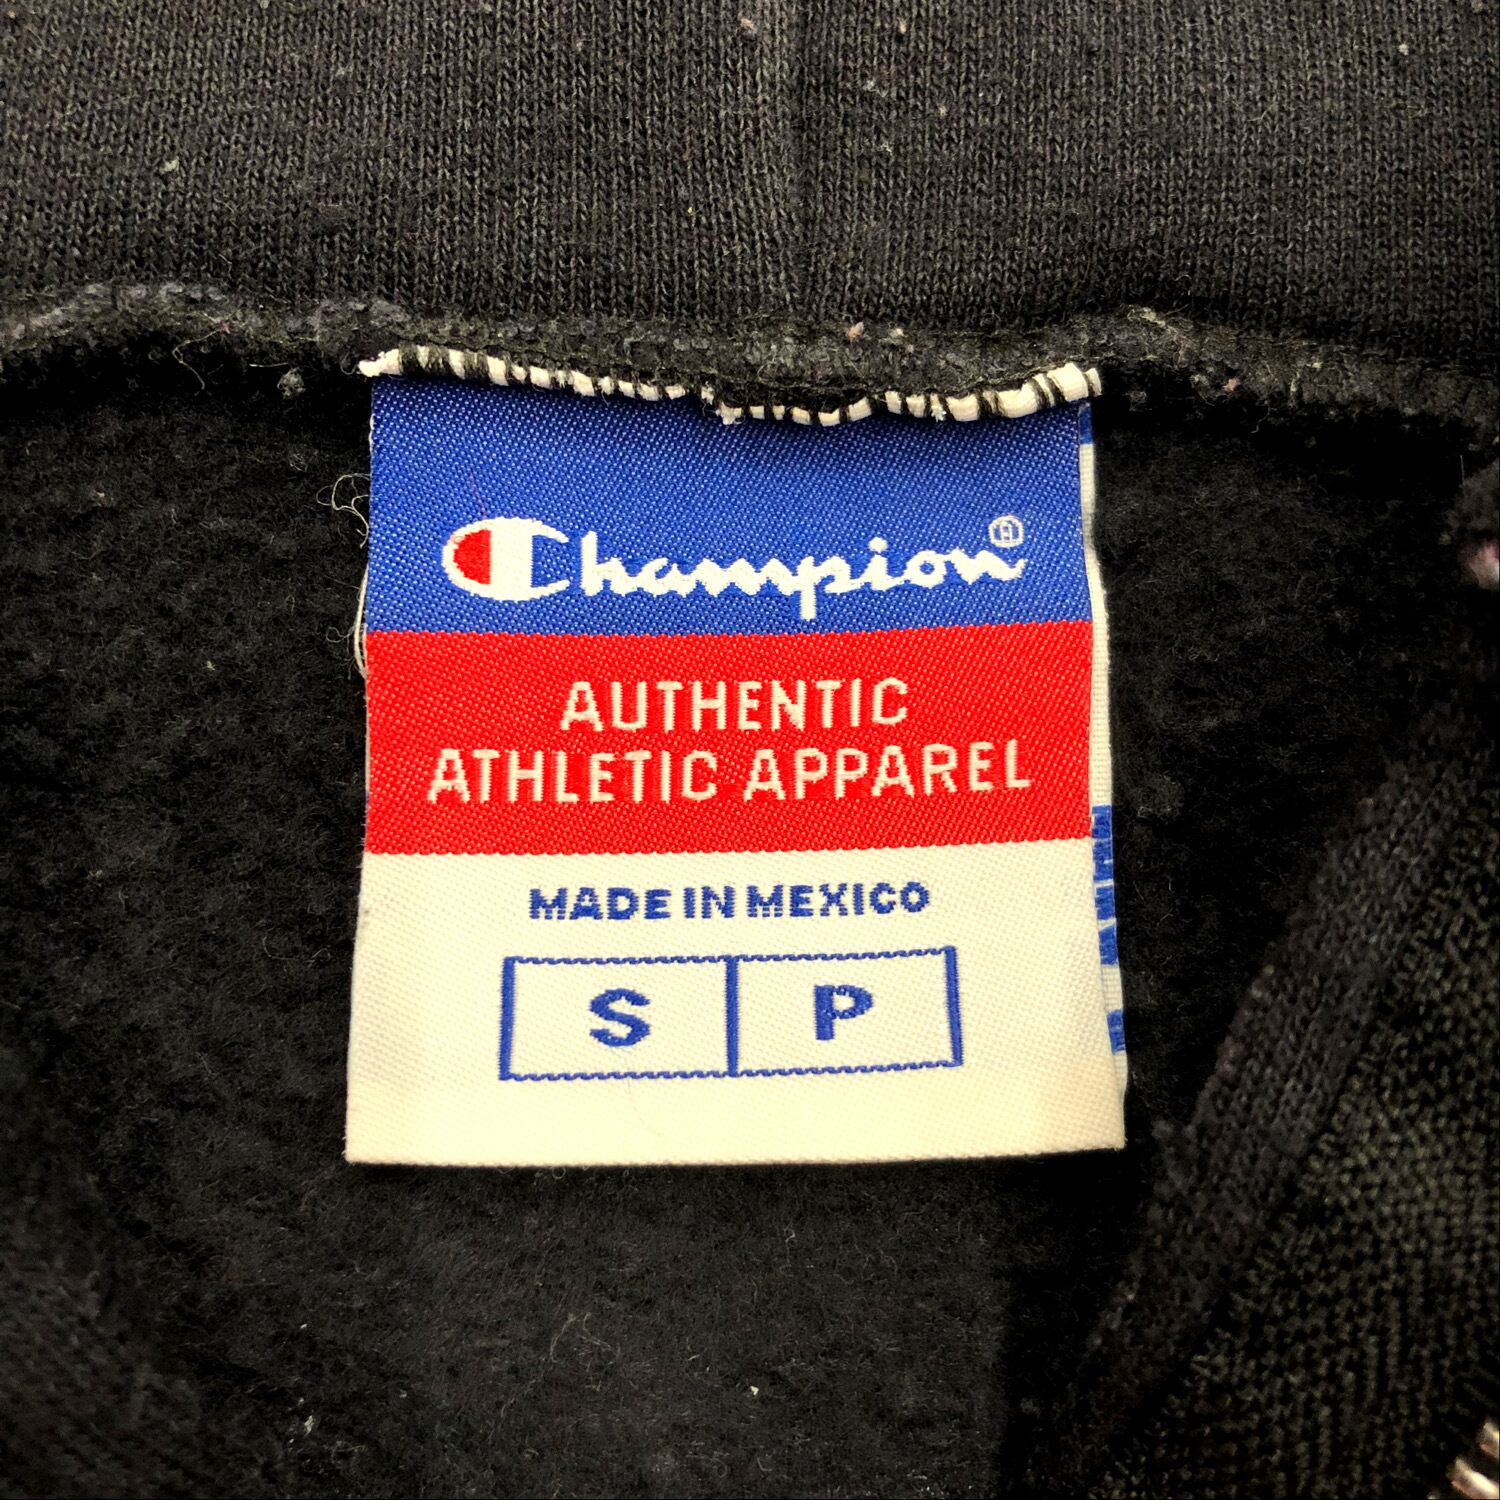 Champion®
AUTHENTIC
ATHLETIC APPAREL
MADE IN MEXICO
S P